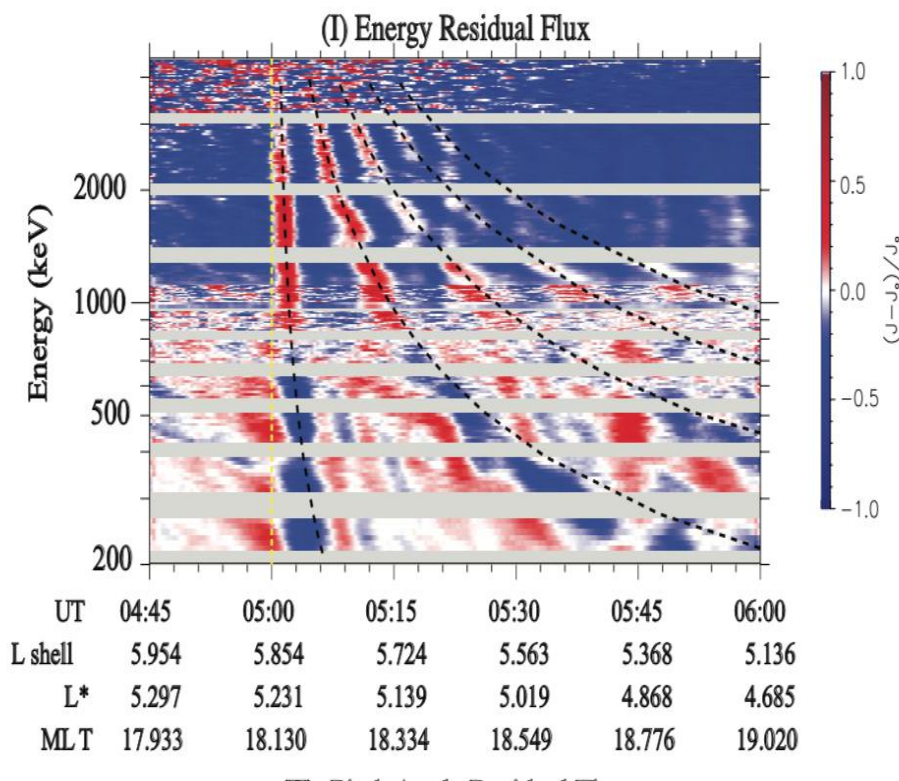 (I) Energy Residual Flux
Energy (keV)
2000
1000
500
200
1.0
0.5
0.0
−0.5
−1.0
(J−J₀)/J₀
UT 04:45 05:00 05:15 05:30 05:45 06:00
L shell 5.954 5.854 5.724 5.563 5.368 5.136
L* 5.297 5.231 5.139 5.019 4.868 4.685
MLT 17.933 18.130 18.334 18.549 18.776 19.020